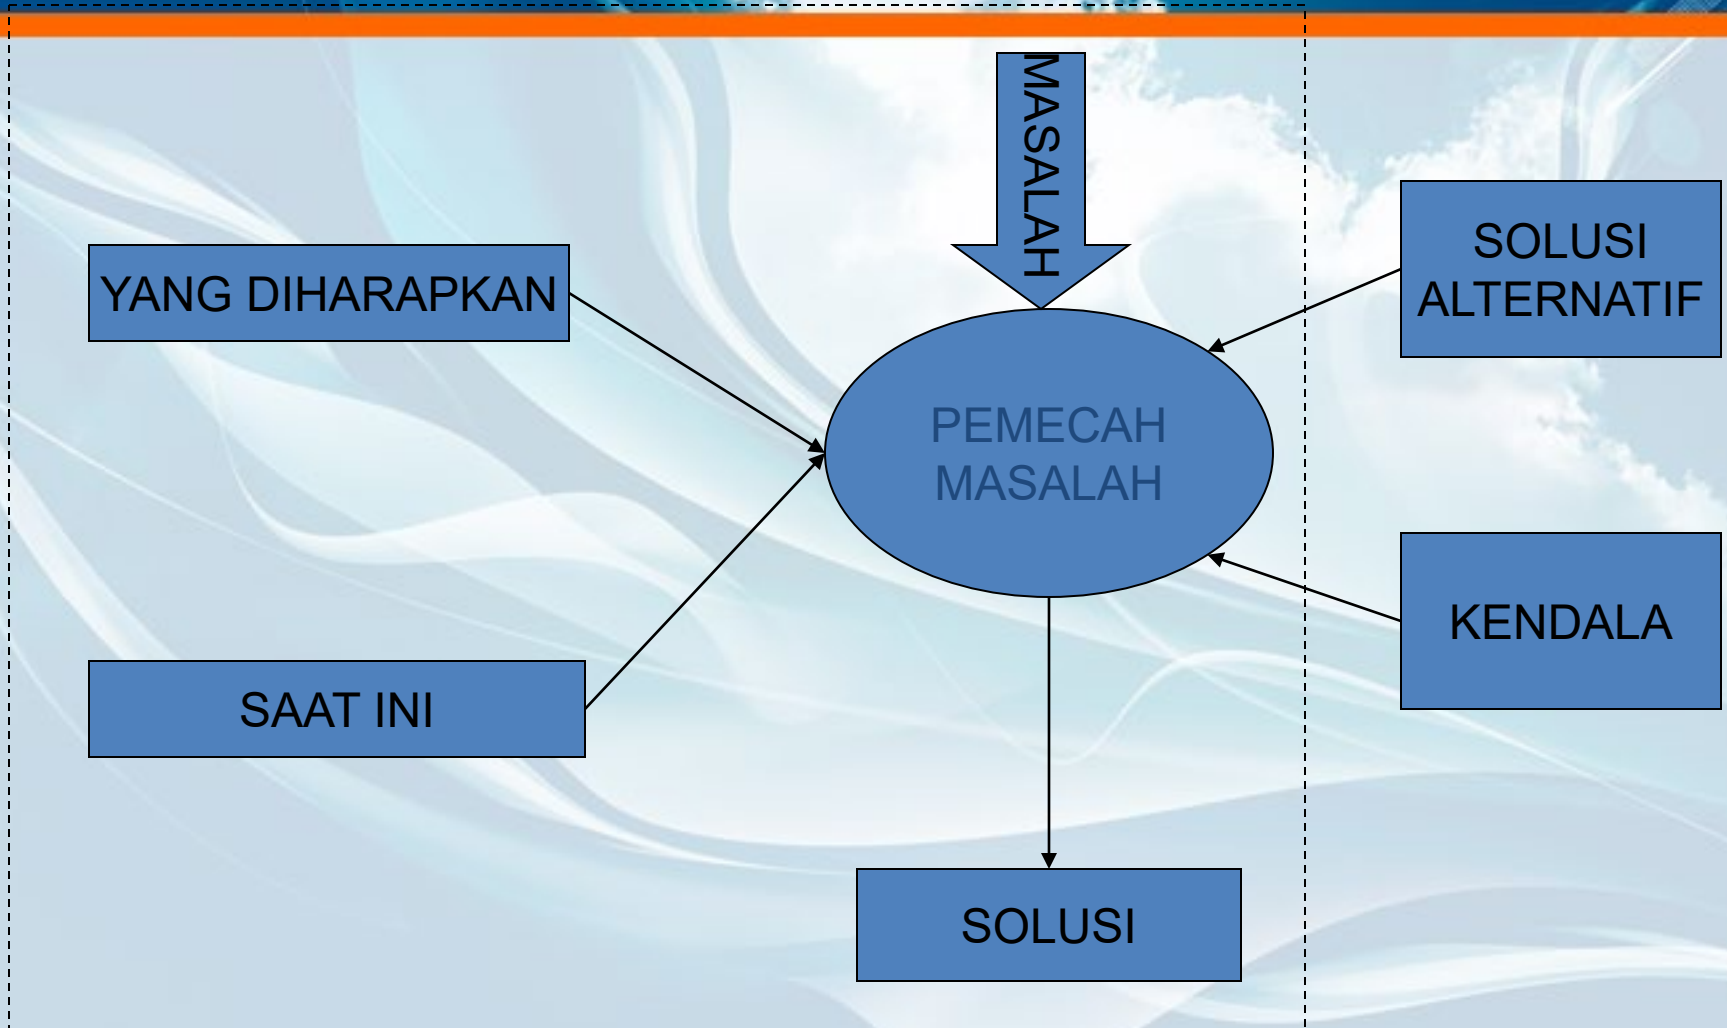 MASALAH
YANG DIHARAPKAN
SOLUSI
ALTERNATIF
PEMECAH
MASALAH
KENDALA
SAAT INI
SOLUSI